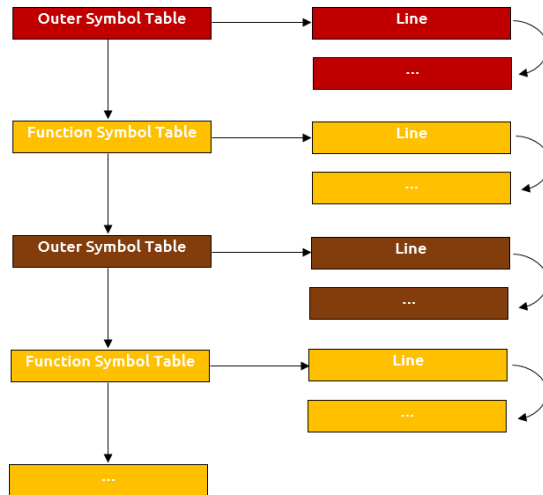 Outer Symbol Table
Line
...
Function Symbol Table
Line
...
Outer Symbol Table
Line
...
Function Symbol Table
Line
...
...